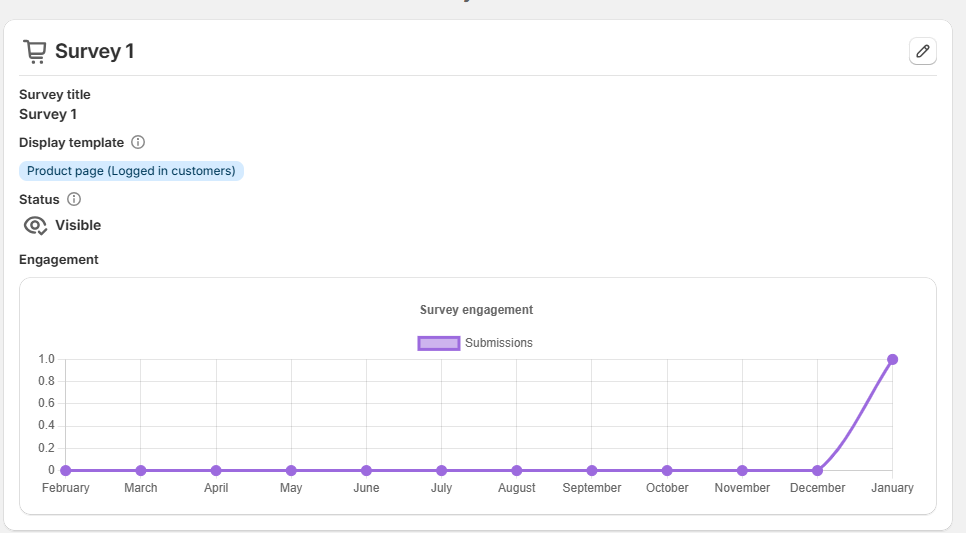 Survey 1
Survey title
Survey 1
Display template
Product page (Logged in customers)
Status
Visible
Engagement
Survey engagement
Submissions
1.0
0.8
0.6
0.4
0.2
0
February March April May June July August September October November December January